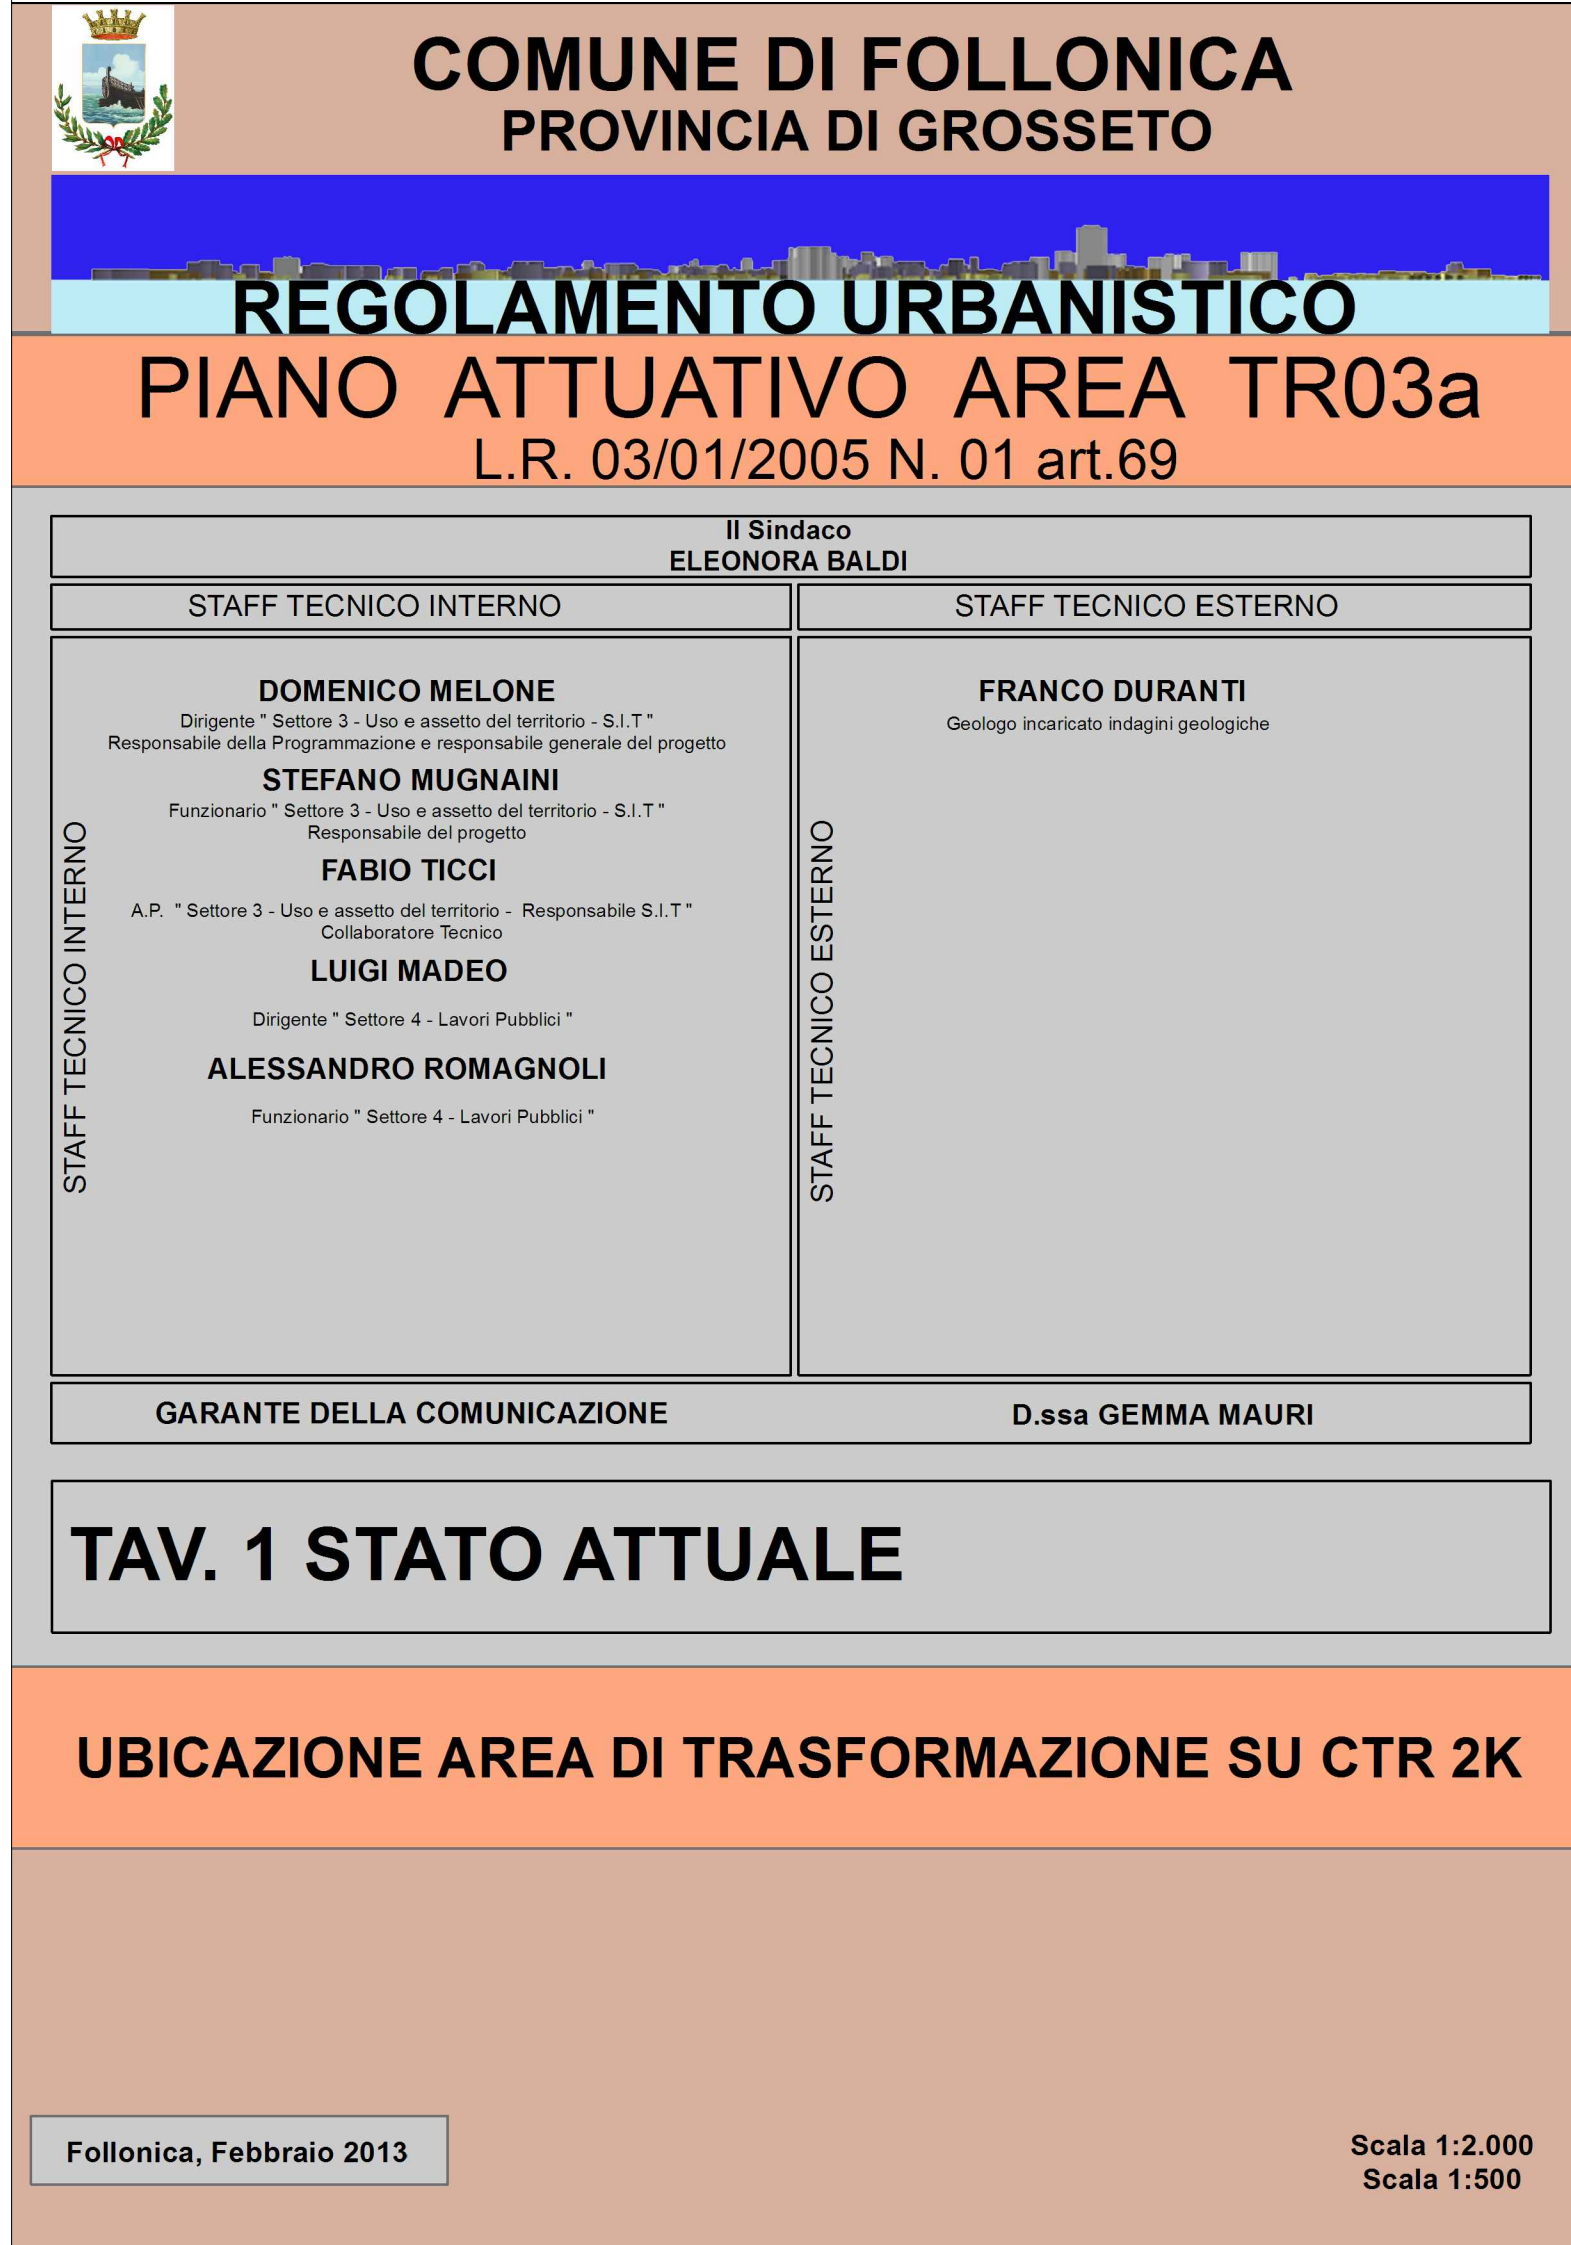 COMUNE DI FOLLONICA
PROVINCIA DI GROSSETO
REGOLAMENTO URBANISTICO
PIANO ATTUATIVO AREA TR03a
L.R. 03/01/2005 N. 01 art.69
Il Sindaco
ELEONORA BALDI
STAFF TECNICO INTERNO
STAFF TECNICO ESTERNO
STAFF TECNICO INTERNO
DOMENICO MELONE
Dirigente " Settore 3 - Uso e assetto del territorio - S.I.T "
Responsabile della Programmazione e responsabile generale del progetto
STEFANO MUGNAINI
Funzionario " Settore 3 - Uso e assetto del territorio - S.I.T "
Responsabile del progetto
FABIO TICCI
A.P. " Settore 3 - Uso e assetto del territorio - Responsabile S.I.T "
Collaboratore Tecnico
LUIGI MADEO
Dirigente " Settore 4 - Lavori Pubblici "
ALESSANDRO ROMAGNOLI
Funzionario " Settore 4 - Lavori Pubblici "
STAFF TECNICO ESTERNO
FRANCO DURANTI
Geologo incaricato indagini geologiche
GARANTE DELLA COMUNICAZIONE
D.ssa GEMMA MAURI
TAV. 1 STATO ATTUALE
UBICAZIONE AREA DI TRASFORMAZIONE SU CTR 2K
Follonica, Febbraio 2013
Scala 1:2.000
Scala 1:500